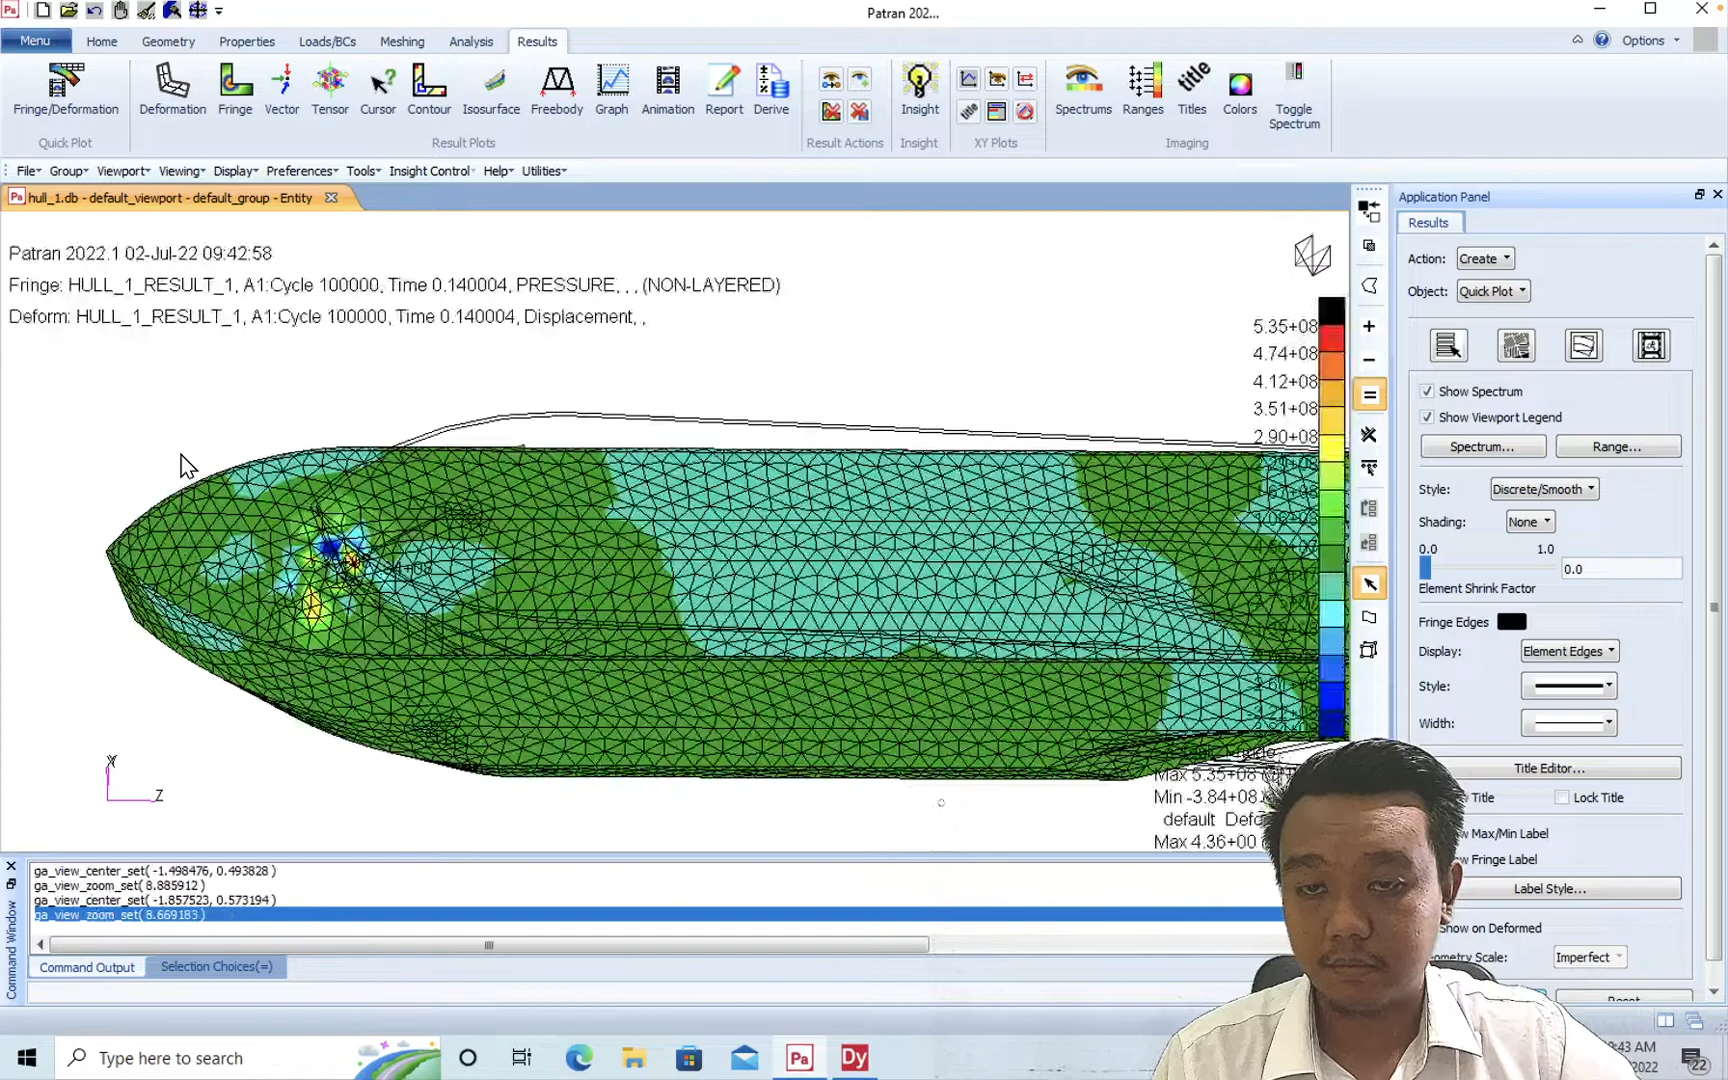 Patran 202...
Menu
Home
Geometry
Properties
Loads/BCs
Meshing
Analysis
Results
Options
Fringe/Deformation
Deformation
Fringe
Vector
Tensor
Cursor
Contour
Isosurface
Freebody
Graph
Animation
Report
Derive
Insight
Spectrums
Ranges
Titles
Colors
Toggle
Spectrum
Quick Plot
Result Plots
Result Actions
Insight
XY Plots
Imaging
File
Group
Viewport
Viewing
Display
Preferences
Tools
Insight Control
Help
Utilities
hull_1.db - default_viewport - default_group - Entity
Application Panel
Results
Patran 2022.1 02-Jul-22 09:42:58
Fringe: HULL_1_RESULT_1, A1:Cycle 100000, Time 0.140004, PRESSURE, , , (NON-LAYERED)
Deform: HULL_1_RESULT_1, A1:Cycle 100000, Time 0.140004, Displacement, ,
5.35+08
4.74+08
4.12+08
3.51+08
2.90+08
Action:
Create
Object:
Quick Plot
Show Spectrum
Show Viewport Legend
Spectrum...
Range...
Style:
Discrete/Smooth
Shading:
None
0.0
1.0
0.0
Element Shrink Factor
Fringe Edges
Display:
Element Edges
Style:
Width:
Title Editor...
Title
Lock Title
Max/Min Label
Fringe Label
Label Style...
Show on Deformed
Scale:
Imperfect
Y
Z
Max 5.35+08
Min -3.84+08
default
Max 4.36+00
ga_view_center_set( -1.498476, 0.493828 )
ga_view_zoom_set( 8.885912 )
ga_view_center_set( -1.857523, 0.573194 )
ga_view_zoom_set( 8.669183 )
Command Window
Command Output
Selection Choices(=)
Type here to search
Pa
Dy
:43 AM
2022
22